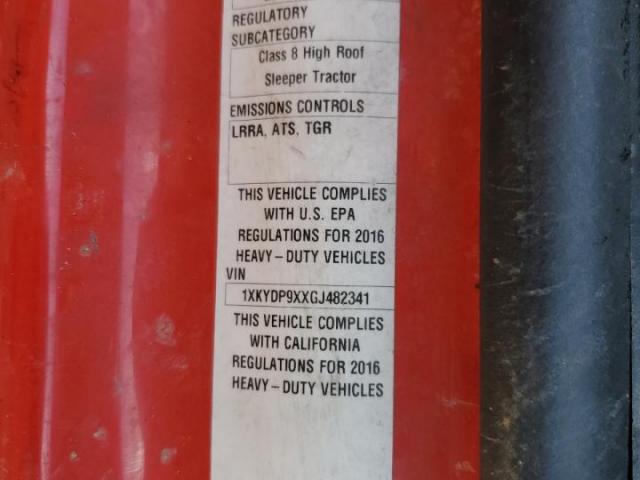 REGULATORY
SUBCATEGORY
Class 8 High Roof
Sleeper Tractor
EMISSIONS CONTROLS
LRRA, ATS, TGR
THIS VEHICLE COMPLIES
WITH U.S. EPA
REGULATIONS FOR 2016
HEAVY-DUTY VEHICLES
VIN
1XKYDP9XXGJ482341
THIS VEHICLE COMPLIES
WITH CALIFORNIA
REGULATIONS FOR 2016
HEAVY-DUTY VEHICLES